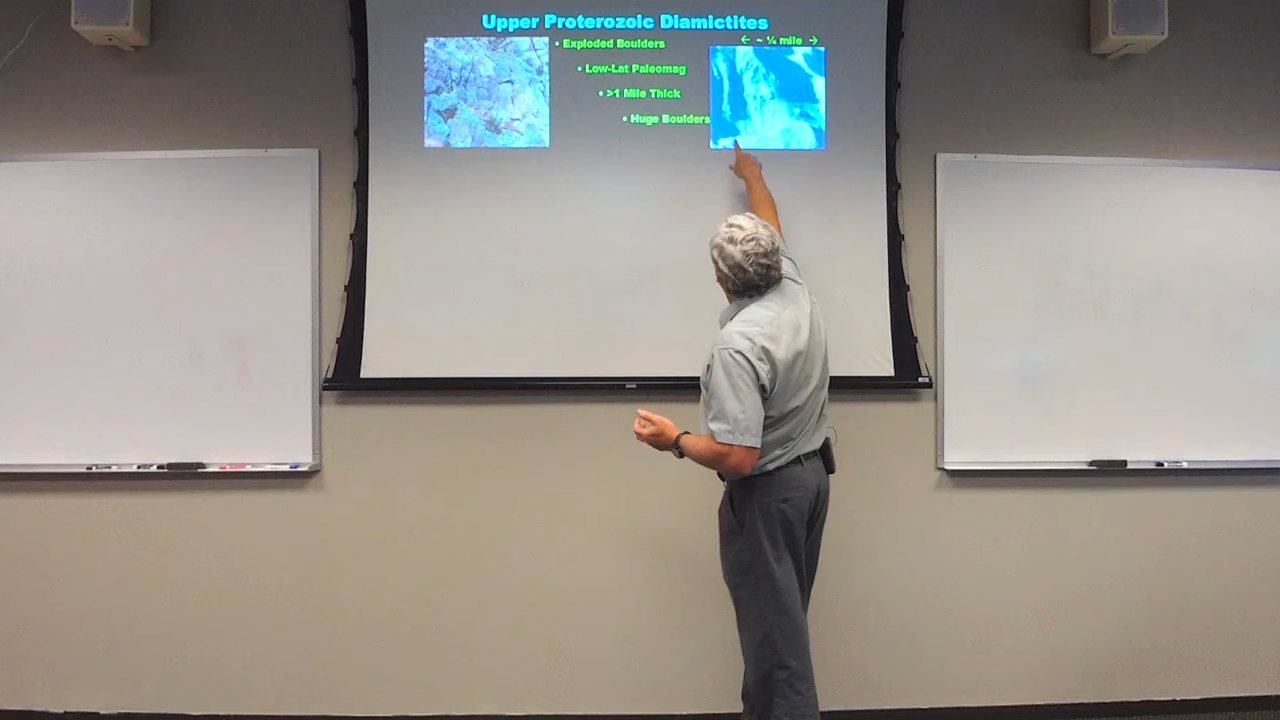 Upper Proterozoic Diamictites
• Exploded Boulders
← ~ ¼ mile →
• Low-Lat Paleomag
• >1 Mile Thick
• Huge Boulders